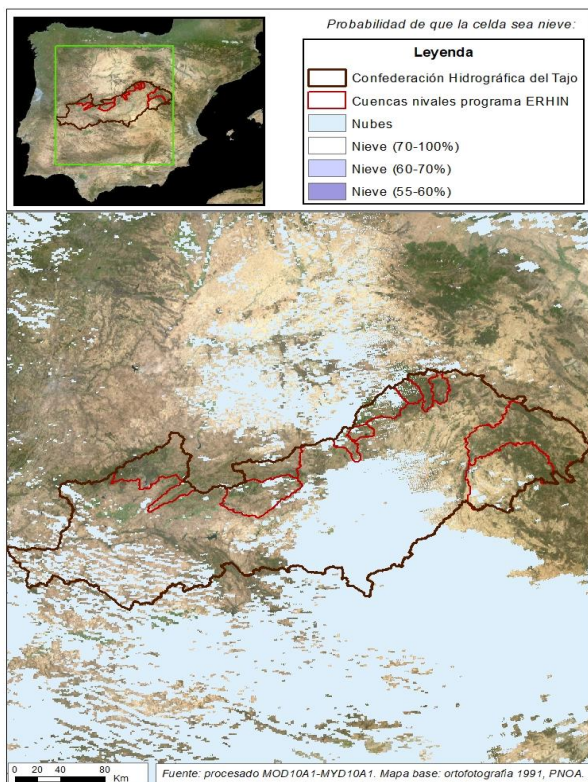 Probabilidad de que la celda sea nieve:
Leyenda
Confederación Hidrográfica del Tajo
Cuencas nivales programa ERHIN
Nubes
Nieve (70-100%)
Nieve (60-70%)
Nieve (55-60%)
0 20 40 80
Km
Fuente: procesado MOD10A1-MYD10A1. Mapa base: ortofotografía 1991, PNOA